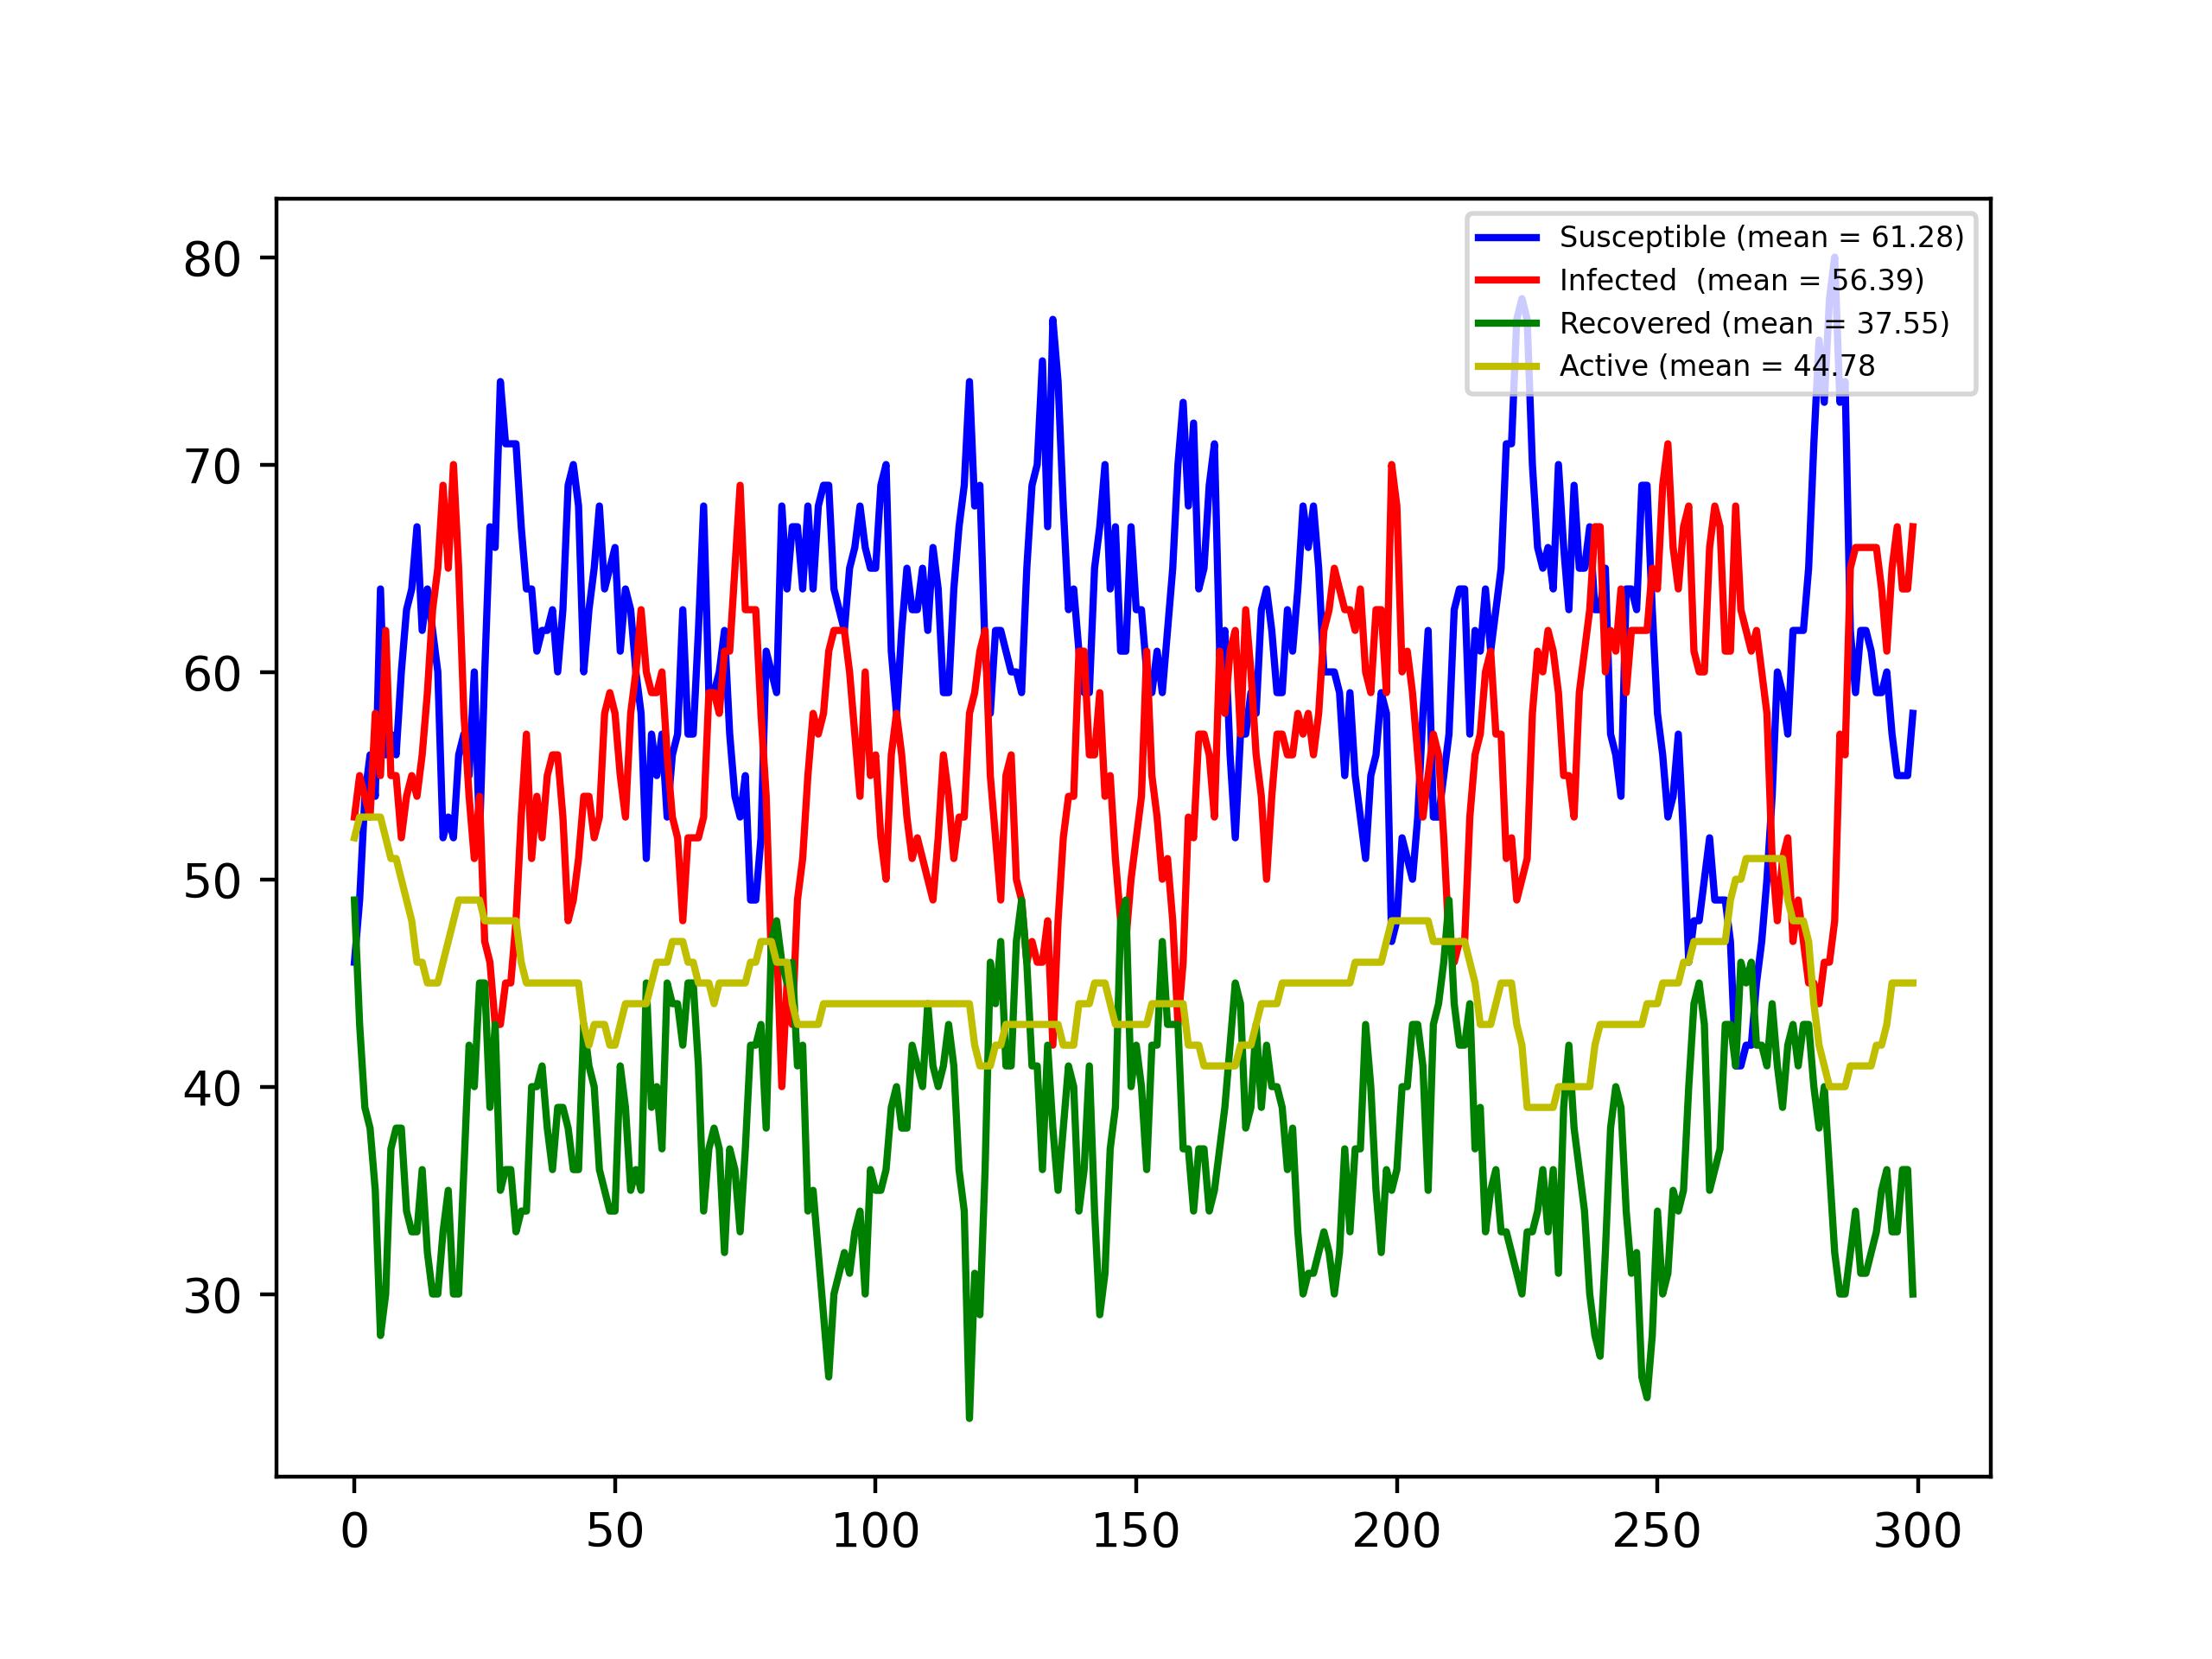 80
70
60
50
40
30
0 50 100 150 200 250 300
Susceptible (mean = 61.28)
Infected  (mean = 56.39)
Recovered (mean = 37.55)
Active (mean = 44.78